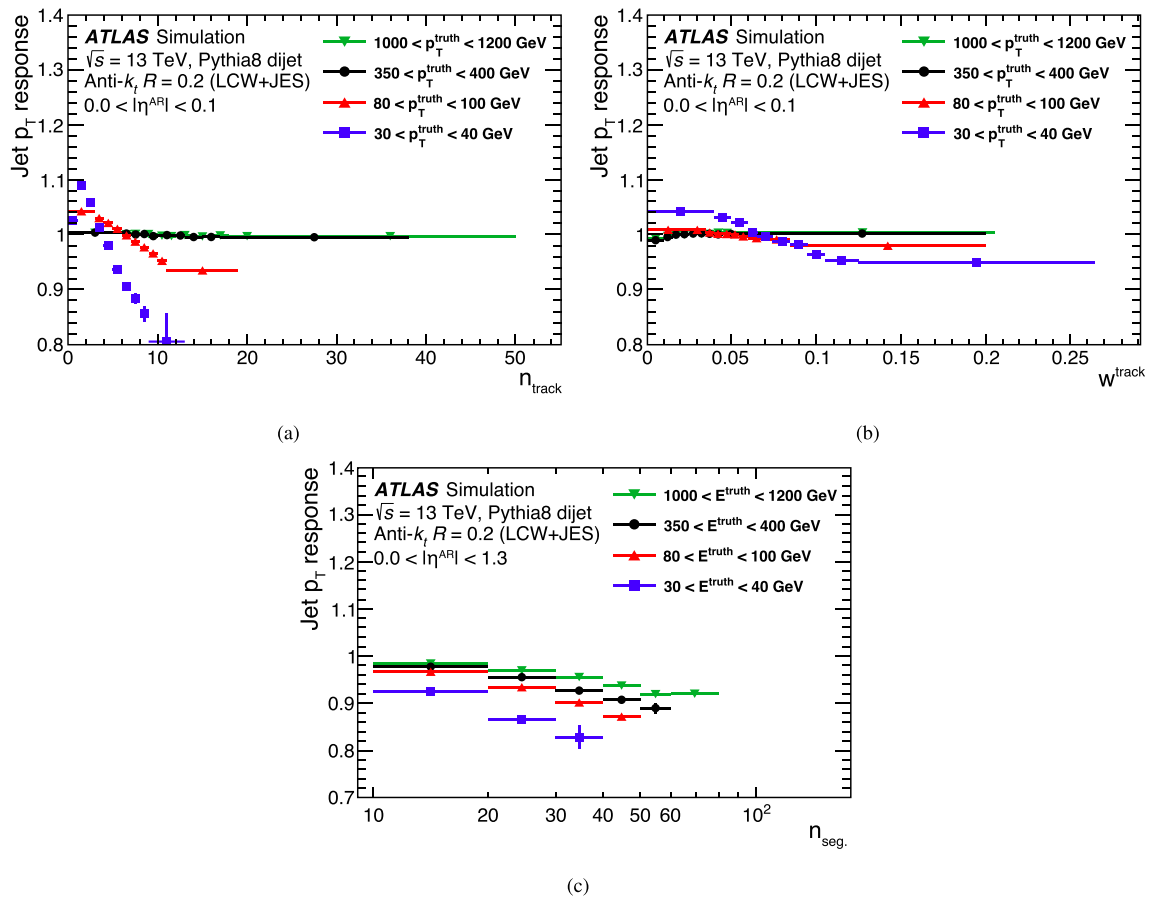 ATLAS Simulation
√s = 13 TeV, Pythia8 dijet
Anti-k_t R = 0.2 (LCW+JES)
0.0 < |η^AR| < 0.1
1000 < p_T^truth < 1200 GeV
350 < p_T^truth < 400 GeV
80 < p_T^truth < 100 GeV
30 < p_T^truth < 40 GeV
Jet p_T response
1.4
1.3
1.2
1.1
1
0.9
0.8
0 10 20 30 40 50
n_track
(a)
ATLAS Simulation
√s = 13 TeV, Pythia8 dijet
Anti-k_t R = 0.2 (LCW+JES)
0.0 < |η^AR| < 0.1
1000 < p_T^truth < 1200 GeV
350 < p_T^truth < 400 GeV
80 < p_T^truth < 100 GeV
30 < p_T^truth < 40 GeV
Jet p_T response
1.4
1.3
1.2
1.1
1
0.9
0.8
0 0.05 0.1 0.15 0.2 0.25
w^track
(b)
ATLAS Simulation
√s = 13 TeV, Pythia8 dijet
Anti-k_t R = 0.2 (LCW+JES)
0.0 < |η^AR| < 1.3
1000 < E^truth < 1200 GeV
350 < E^truth < 400 GeV
80 < E^truth < 100 GeV
30 < E^truth < 40 GeV
Jet p_T response
1.4
1.3
1.2
1.1
1
0.9
0.8
0.7
10 20 30 40 50 60 10²
n_seg.
(c)